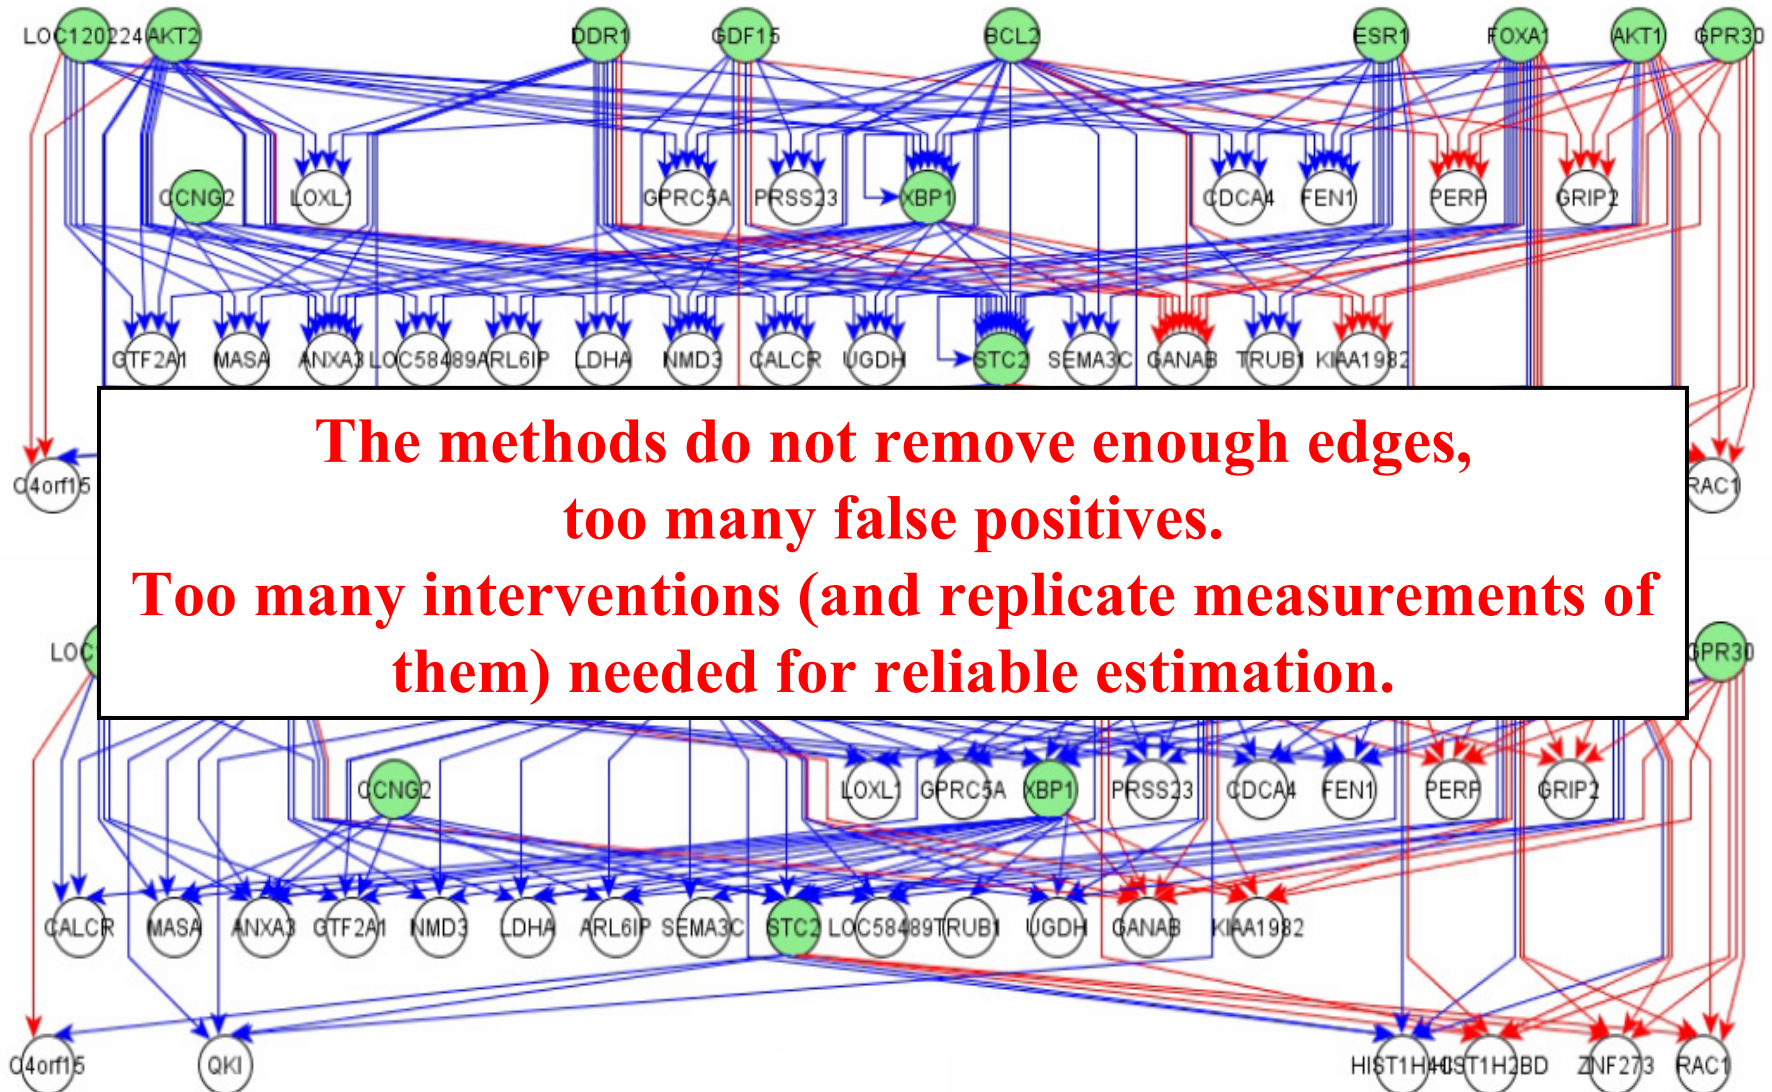 LOC120224 AKT2 DDR1 GDF15 BCL2 ESR1 FOXA1 AKT1 GPR30
CCNG2 LOXL1 GPRC5A PRSS23 XBP1 CDCA4 FEN1 PERP GRIP2
GTF2A1 MASA ANXA3 LOC58489 ARL6IP LDHA NMD3 CALCR UGDH STC2 SEMA3C GANAB TRUB1 KIAA1982
The methods do not remove enough edges,
C4orf15 RAC1
too many false positives.
Too many interventions (and replicate measurements of
them) needed for reliable estimation.
LOC GPR30
CCNG2 LOXL1 GPRC5A XBP1 PRSS23 CDCA4 FEN1 PERP GRIP2
CALCR MASA ANXA3 GTF2A1 NMD3 LDHA ARL6IP SEMA3C STC2 LOC58489 TRUB1 UGDH GANAB KIAA1982
C4orf15 QKI ZNF273 RAC1